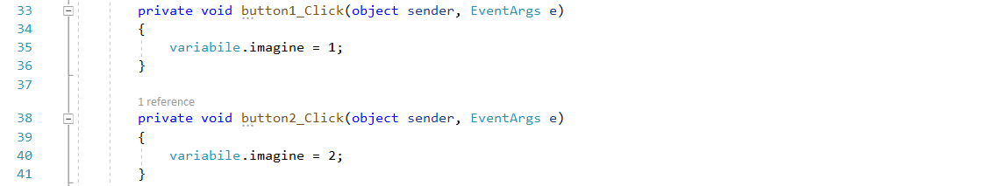 33 private void button1_Click(object sender, EventArgs e)
34 {
35 variabile.imagine = 1;
36 }
37
1 reference
38 private void button2_Click(object sender, EventArgs e)
39 {
40 variabile.imagine = 2;
41 }